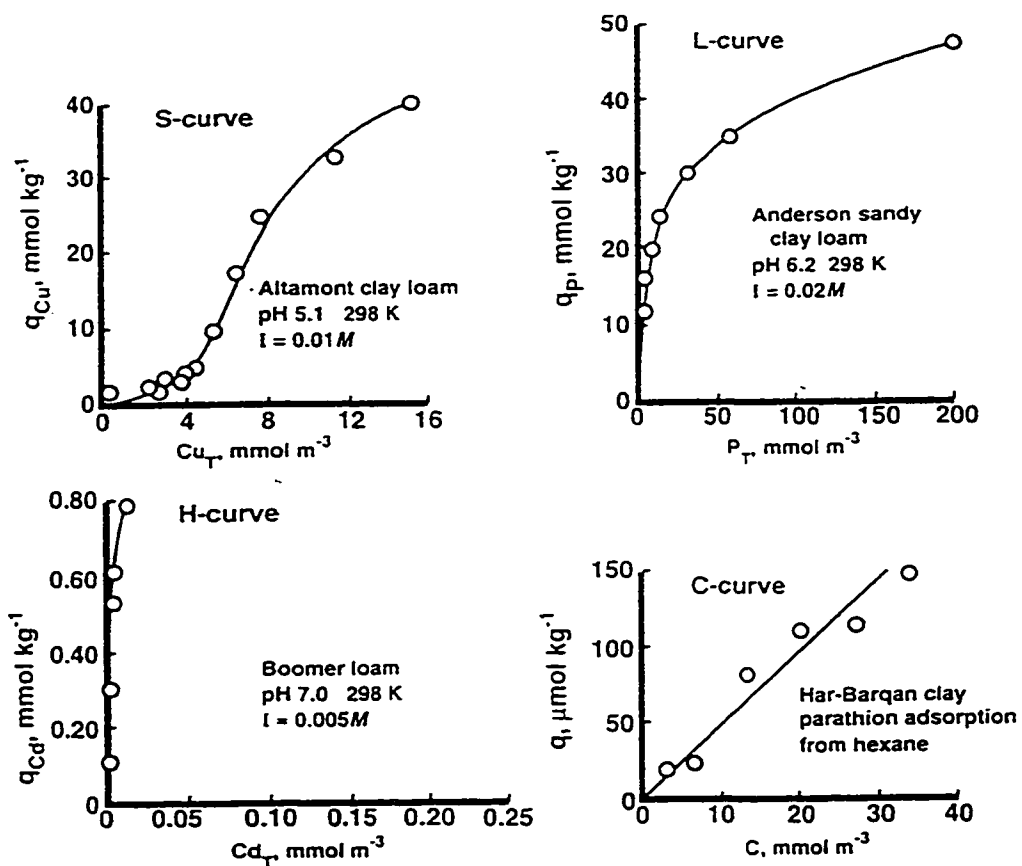 S-curve
40
30
20
10
0
q_Cu, mmol kg⁻¹
Altamont clay loam
pH 5.1 298 K
I = 0.01M
0 4 8 12 16
Cu_T, mmol m⁻³
L-curve
50
40
30
20
10
0
q_P, mmol kg⁻¹
Anderson sandy
clay loam
pH 6.2 298 K
I = 0.02M
0 50 100 150 200
P_T, mmol m⁻³
H-curve
0.80
0.60
0.40
0.20
0
q_Cd, mmol kg⁻¹
Boomer loam
pH 7.0 298 K
I = 0.005M
0 0.05 0.10 0.15 0.20 0.25
Cd_T, mmol m⁻³
C-curve
150
100
50
0
q, µmol kg⁻¹
Har-Barqan clay
parathion adsorption
from hexane
0 10 20 30 40
C, mmol m⁻³